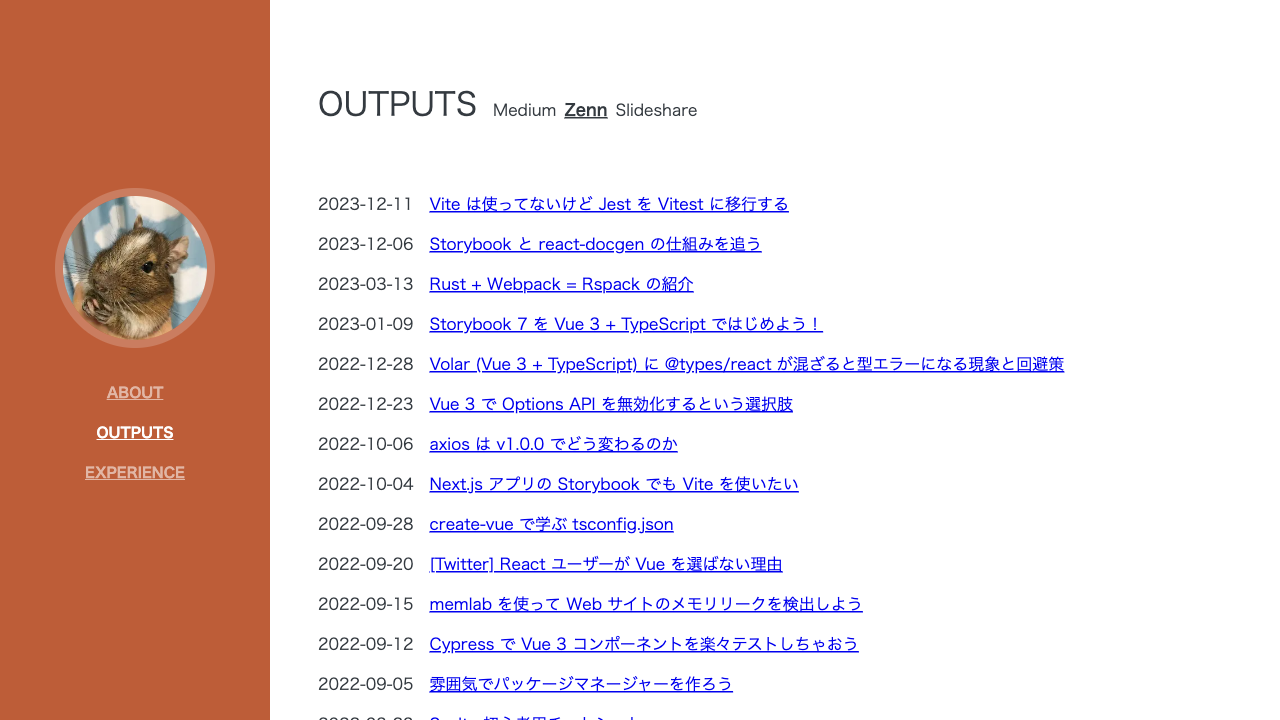 ABOUT
OUTPUTS
EXPERIENCE
OUTPUTS Medium Zenn Slideshare
2023-12-11 Vite は使ってないけど Jest を Vitest に移行する
2023-12-06 Storybook と react-docgen の仕組みを追う
2023-03-13 Rust + Webpack = Rspack の紹介
2023-01-09 Storybook 7 を Vue 3 + TypeScript ではじめよう！
2022-12-28 Volar (Vue 3 + TypeScript) に @types/react が混ざると型エラーになる現象と回避策
2022-12-23 Vue 3 で Options API を無効化するという選択肢
2022-10-06 axios は v1.0.0 でどう変わるのか
2022-10-04 Next.js アプリの Storybook でも Vite を使いたい
2022-09-28 create-vue で学ぶ tsconfig.json
2022-09-20 [Twitter] React ユーザーが Vue を選ばない理由
2022-09-15 memlab を使って Web サイトのメモリリークを検出しよう
2022-09-12 Cypress で Vue 3 コンポーネントを楽々テストしちゃおう
2022-09-05 雰囲気でパッケージマネージャーを作ろう